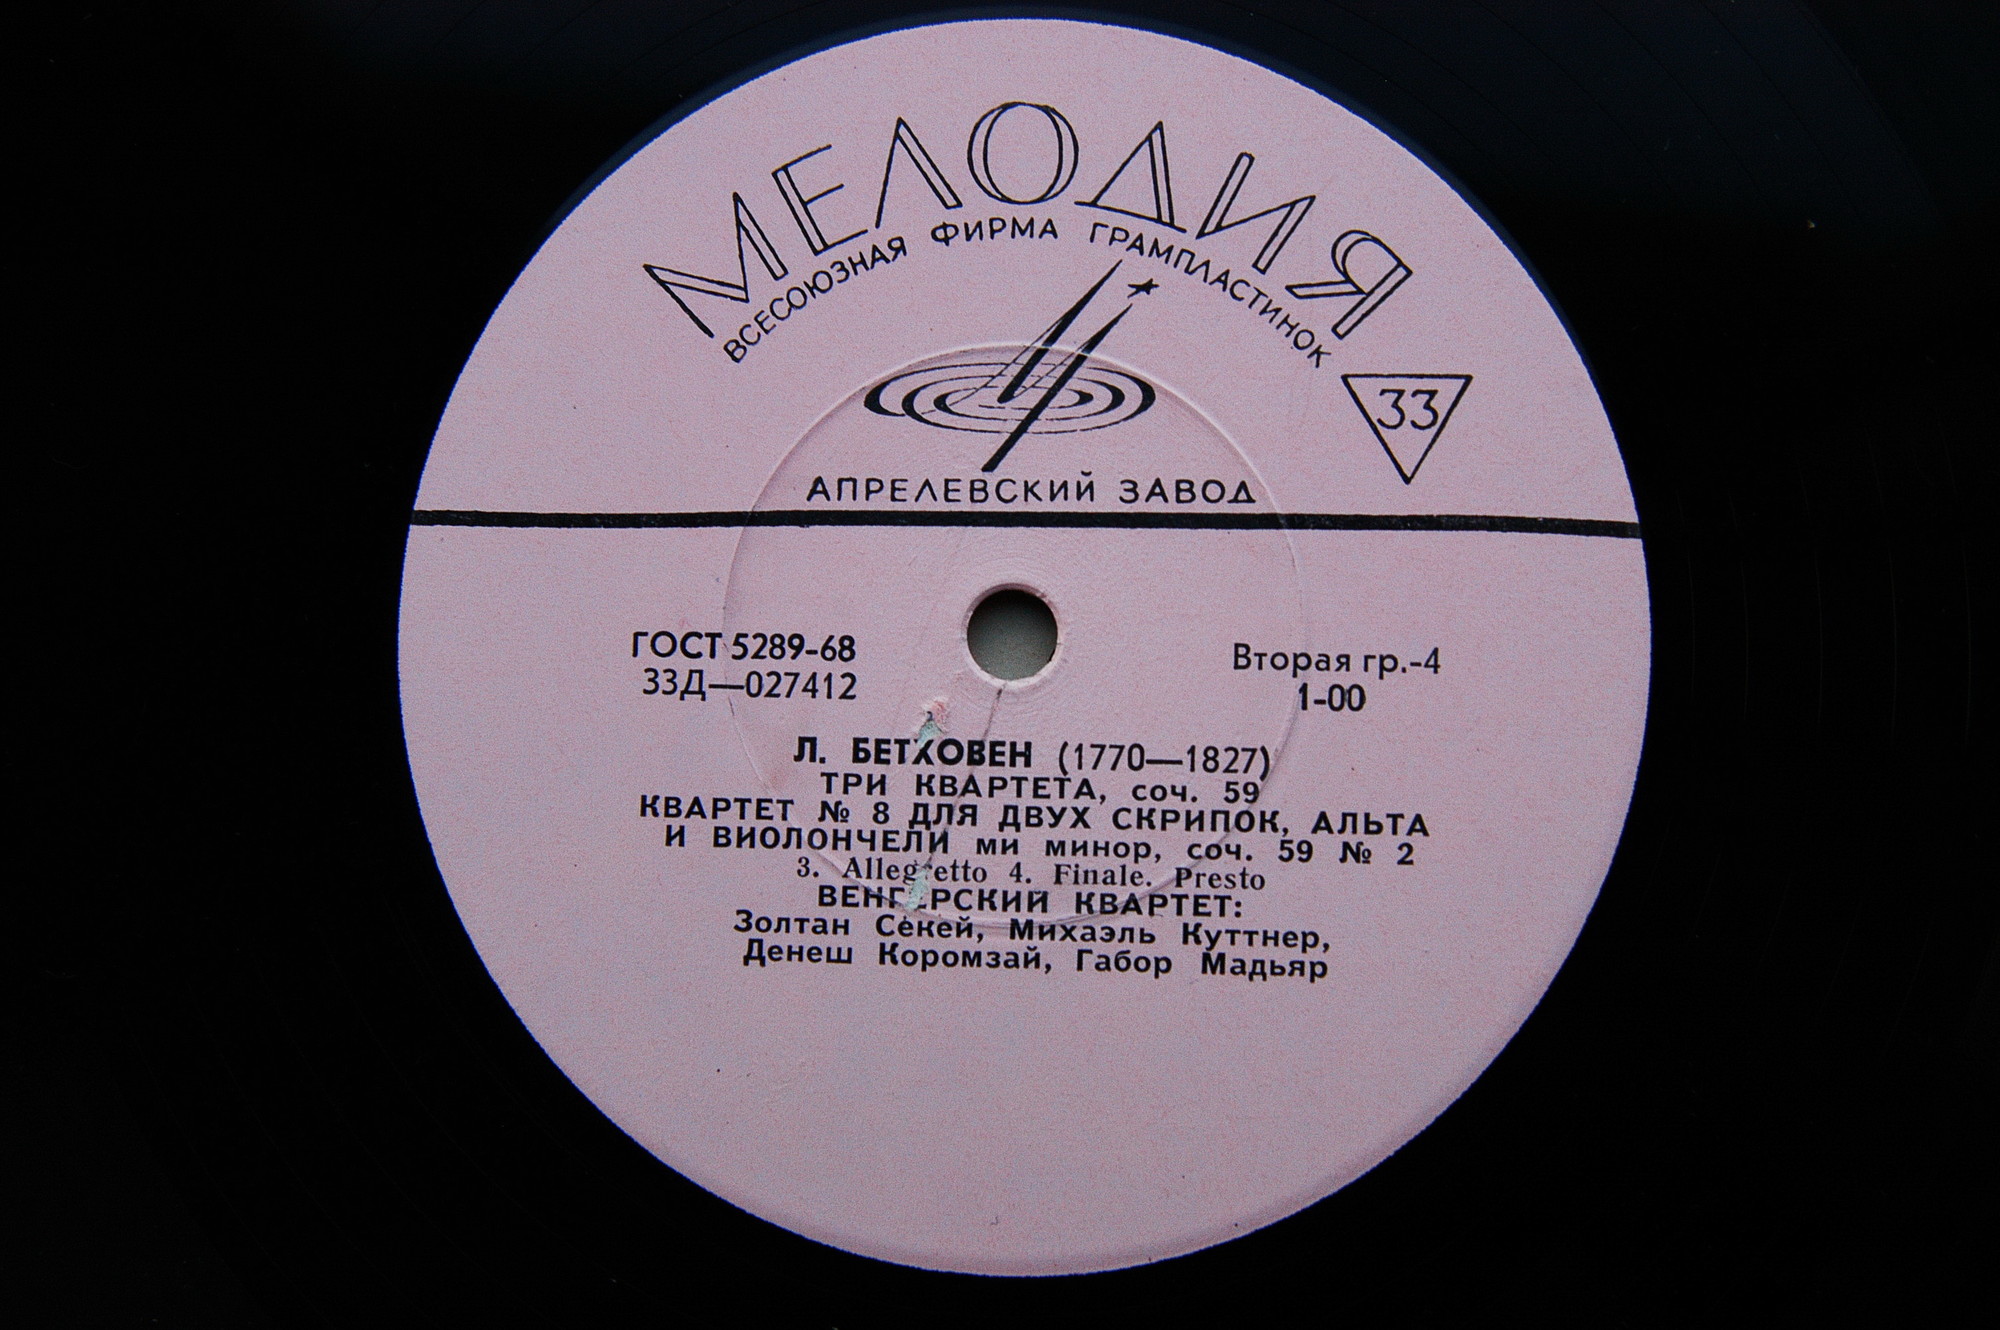 МЕЛОДИЯ
ВСЕСОЮЗНАЯ ФИРМА ГРАМПЛАСТИНОК
33
АПРЕЛЕВСКИЙ ЗАВОД
ГОСТ 5289-68
33Д—027412
Вторая гр.-4
1-00
Л. БЕТХОВЕН (1770—1827)
ТРИ КВАРТЕТА, соч. 59
КВАРТЕТ № 8 ДЛЯ ДВУХ СКРИПОК, АЛЬТА
И ВИОЛОНЧЕЛИ ми минор, соч. 59 № 2
3. Allegretto 4. Finale. Presto
ВЕНГЕРСКИЙ КВАРТЕТ:
Золтан Секей, Михаэль Куттнер,
Денеш Коромзай, Габор Мадьяр